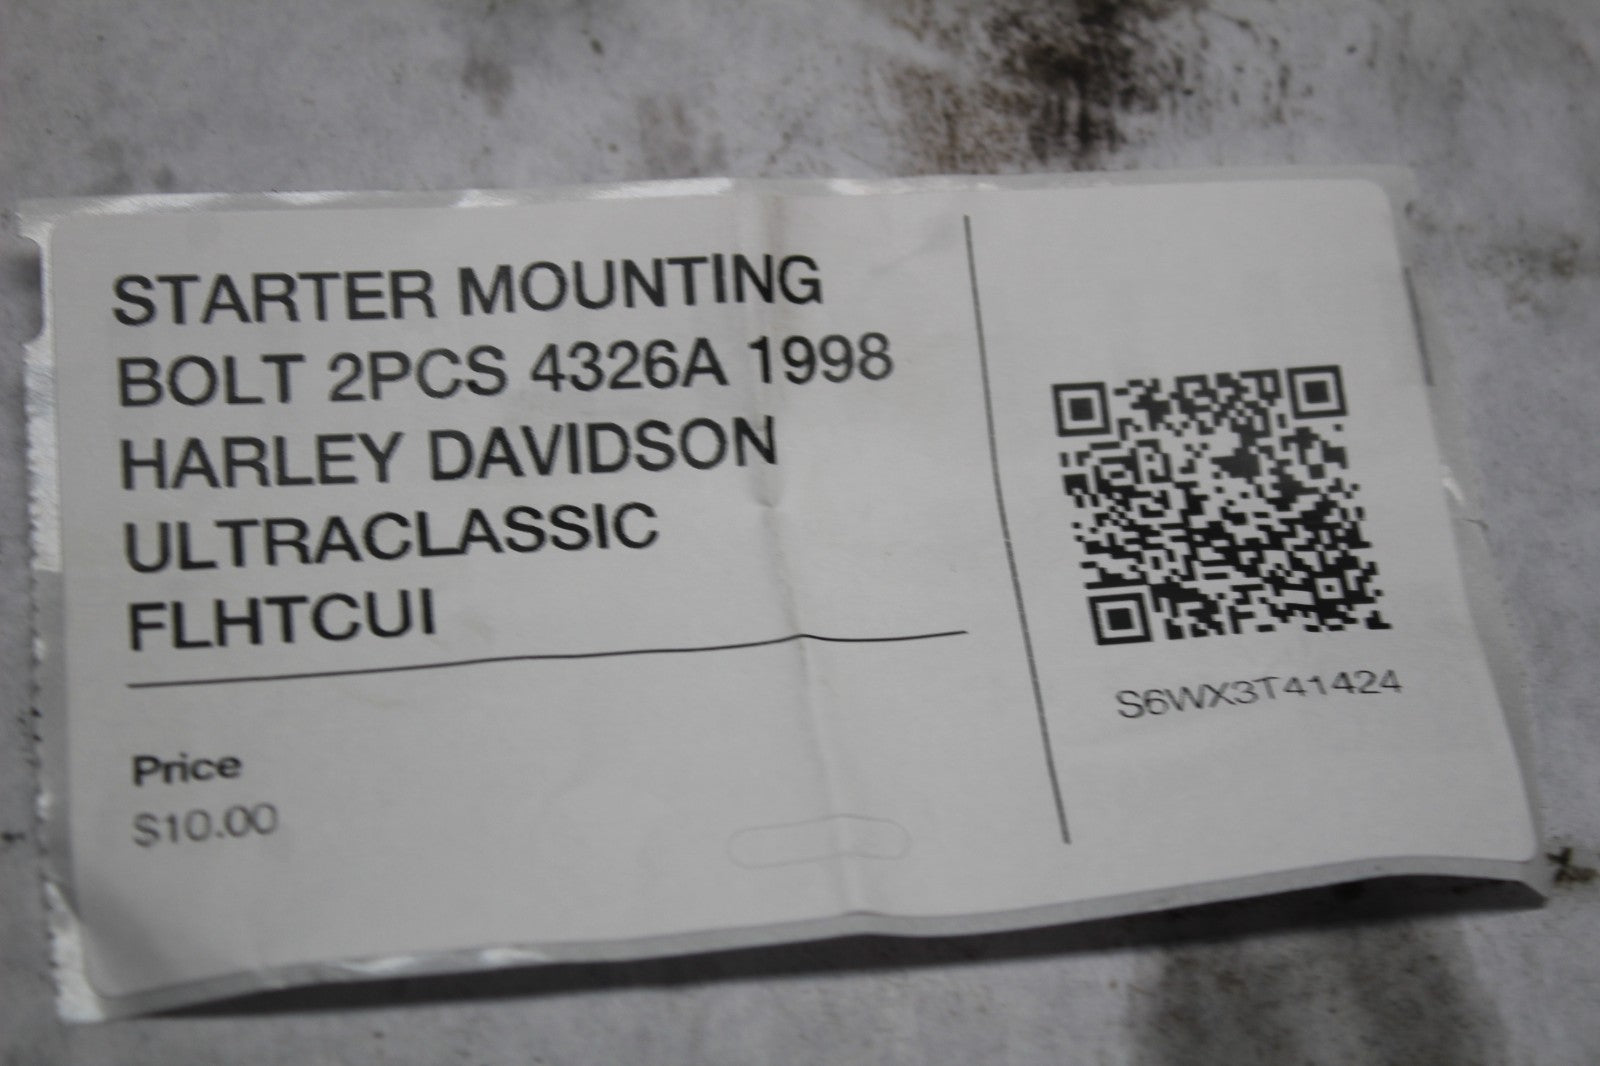 STARTER MOUNTING
BOLT 2PCS 4326A 1998
HARLEY DAVIDSON
ULTRACLASSIC
FLHTCUI
Price
$10.00
S6WX3T41424